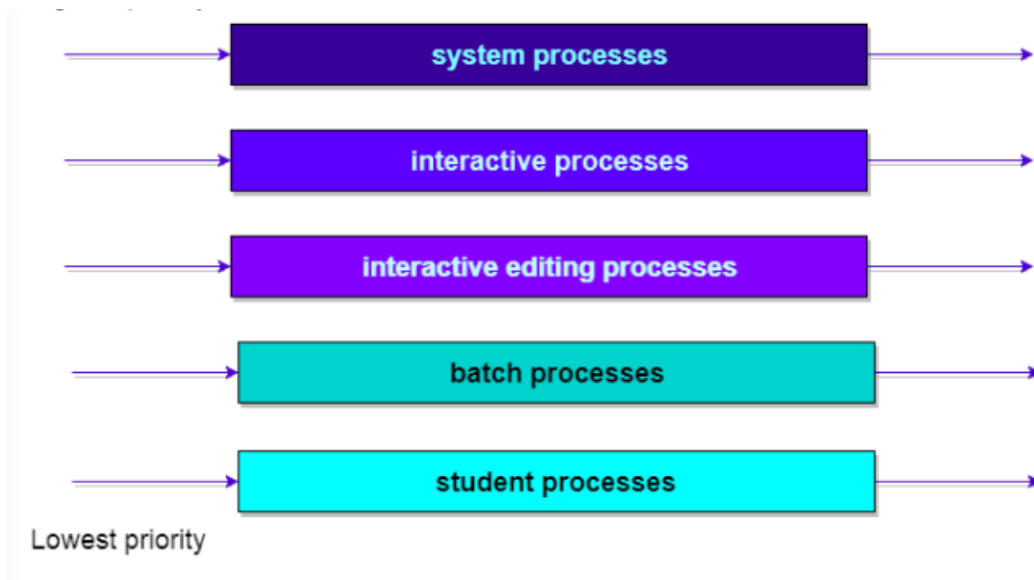 system processes
interactive processes
interactive editing processes
batch processes
student processes
Lowest priority